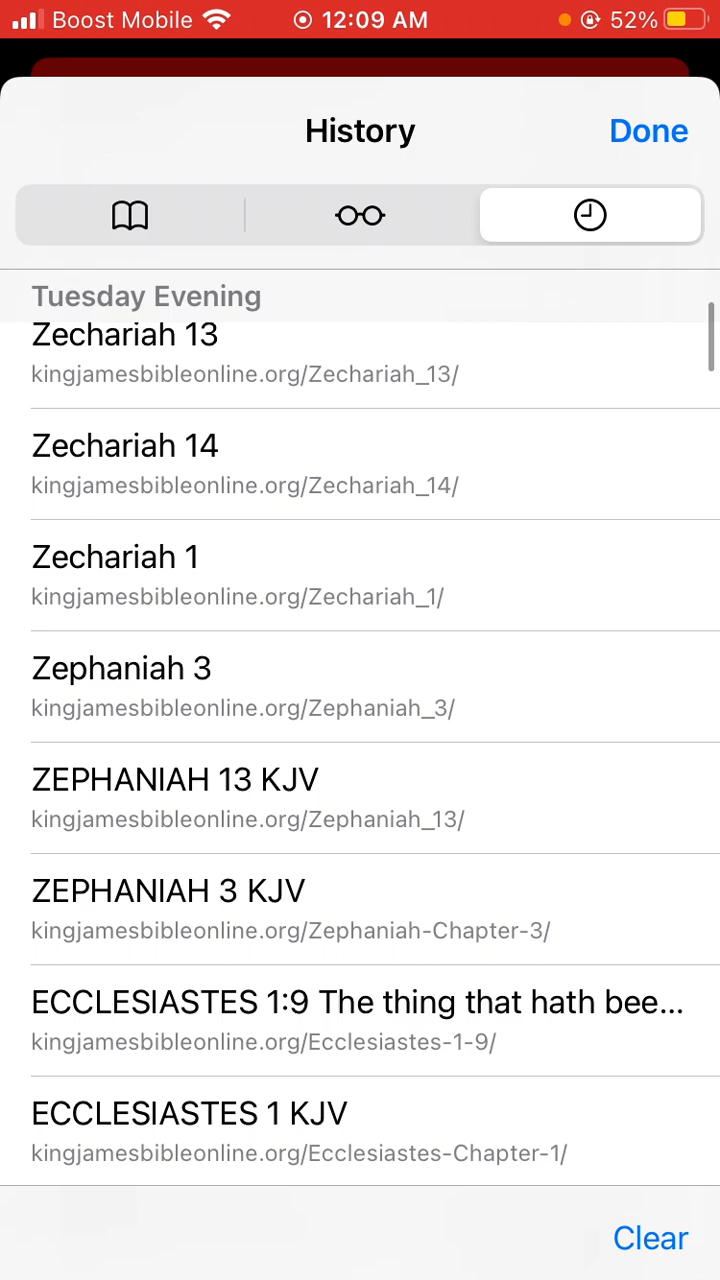 Boost Mobile 12:09 AM 52%
History
Done
Tuesday Evening
Zechariah 13
kingjamesbibleonline.org/Zechariah_13/
Zechariah 14
kingjamesbibleonline.org/Zechariah_14/
Zechariah 1
kingjamesbibleonline.org/Zechariah_1/
Zephaniah 3
kingjamesbibleonline.org/Zephaniah_3/
ZEPHANIAH 13 KJV
kingjamesbibleonline.org/Zephaniah_13/
ZEPHANIAH 3 KJV
kingjamesbibleonline.org/Zephaniah-Chapter-3/
ECCLESIASTES 1:9 The thing that hath bee...
kingjamesbibleonline.org/Ecclesiastes-1-9/
ECCLESIASTES 1 KJV
kingjamesbibleonline.org/Ecclesiastes-Chapter-1/
Clear